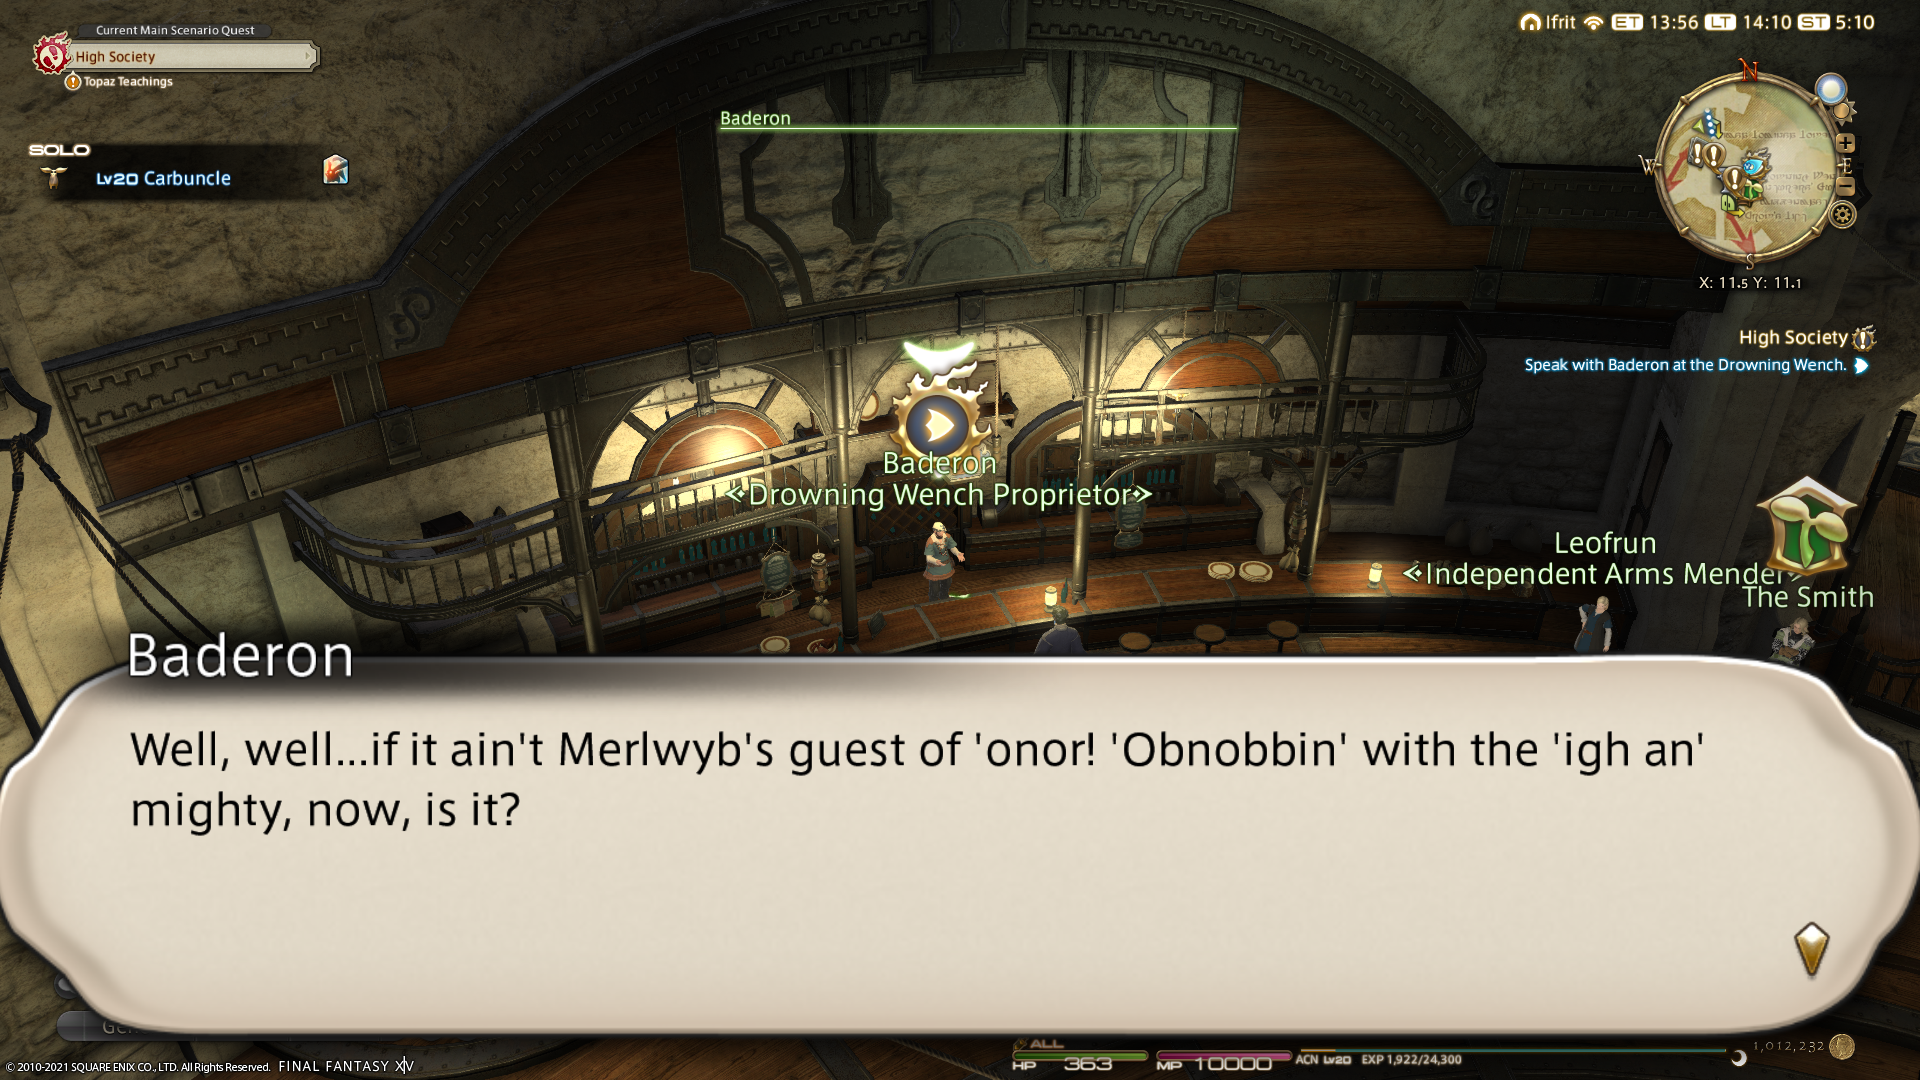 Current Main Scenario Quest
High Society
Topaz Teachings
SOLO
Lv20 Carbuncle
Baderon
Ifrit ET 13:56 LT 14:10 ST 5:10
N
W
E
S
X: 11.5 Y: 11.1
High Society
Speak with Baderon at the Drowning Wench.
Baderon
Drowning Wench Proprietor
Leofrun
Independent Arms Mender
The Smith
Baderon
Well, well...if it ain't Merlwyb's guest of 'onor! 'Obnobbin' with the 'igh an'
mighty, now, is it?
ALL
HP 363 MP 10000 ACN Lv20 EXP 1,922/24,300
1,012,232
© 2010-2021 SQUARE ENIX CO., LTD. All Rights Reserved. FINAL FANTASY XIV